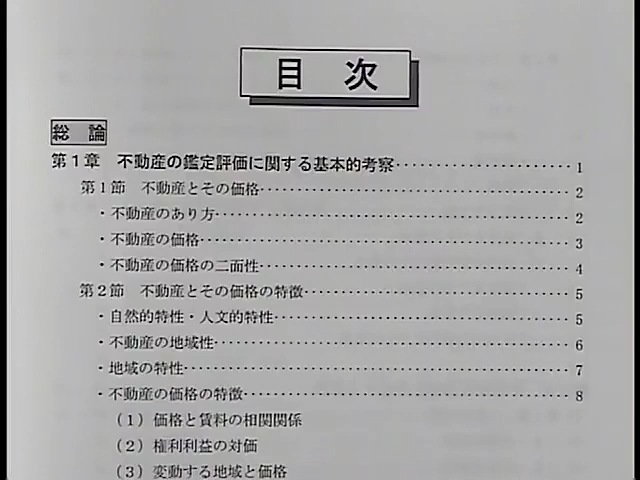 目 次
総 論
第1章 不動産の鑑定評価に関する基本的考察……………………1
第1節 不動産とその価格……………………………………2
・不動産のあり方……………………………………………2
・不動産の価格………………………………………………3
・不動産の価格の二面性……………………………………4
第2節 不動産とその価格の特徴……………………………5
・自然的特性・人文的特性…………………………………5
・不動産の地域性……………………………………………6
・地域の特性…………………………………………………7
・不動産の価格の特徴………………………………………8
(1) 価格と賃料の相関関係
(2) 権利利益の対価
(3) 変動する地域と価格